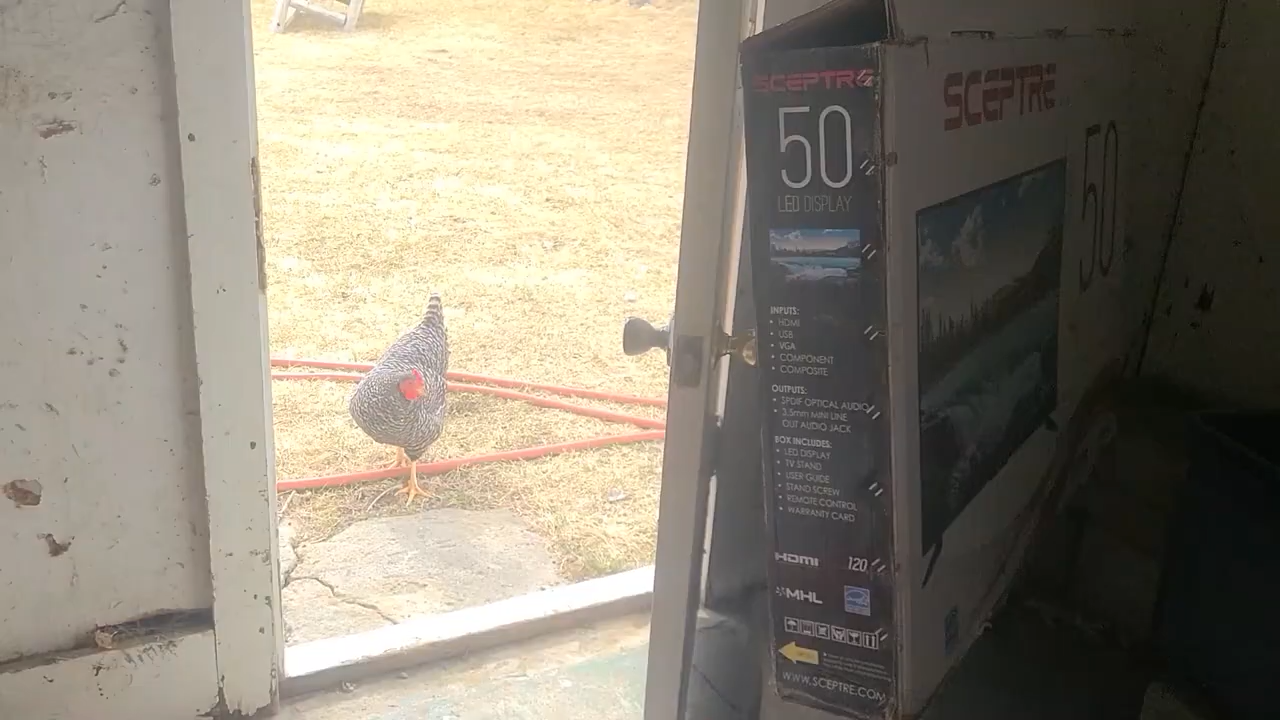 SCEPTRE
50
LED DISPLAY
INPUTS:
• HDMI
• USB
• VGA
• COMPONENT
• COMPOSITE
OUTPUTS:
• SPDIF OPTICAL AUDIO
• 3.5mm MINI LINE
OUT AUDIO JACK
BOX INCLUDES:
• LED DISPLAY
• TV STAND
• USER GUIDE
• STAND SCREW
• REMOTE CONTROL
• WARRANTY CARD
HDMI 120
MHL
WWW.SCEPTRE.COM
SCEPTRE
50